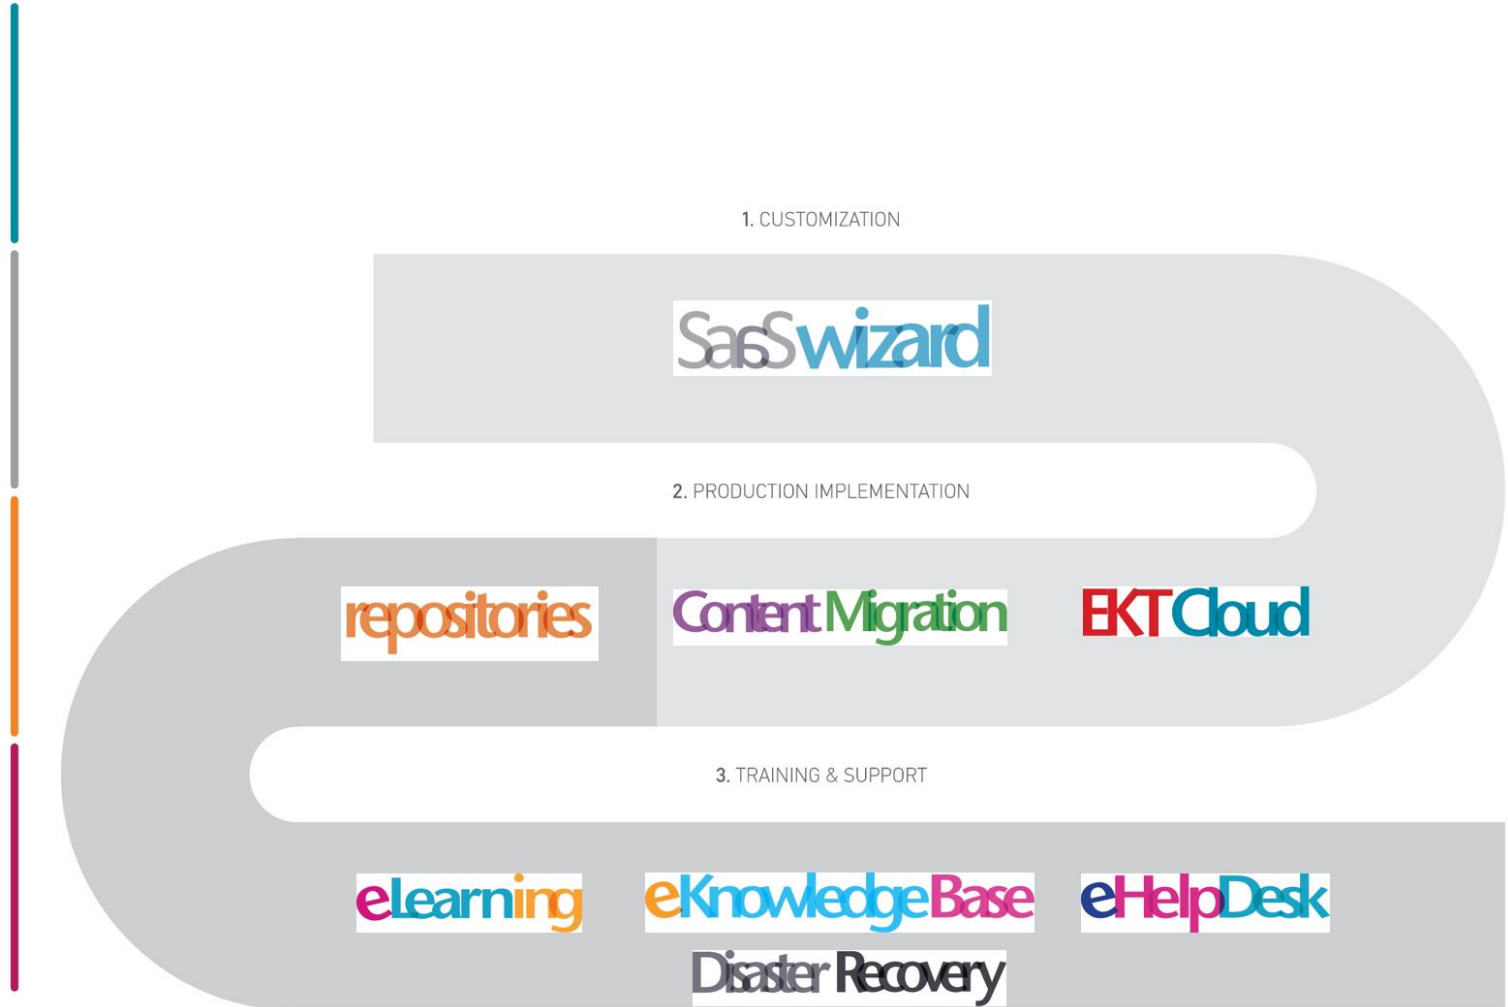 1. CUSTOMIZATION
SaaSwizard
2. PRODUCTION IMPLEMENTATION
repositories ContentMigration EKTCloud
3. TRAINING & SUPPORT
eLearning eKnowledgeBase eHelpDesk
Disaster Recovery